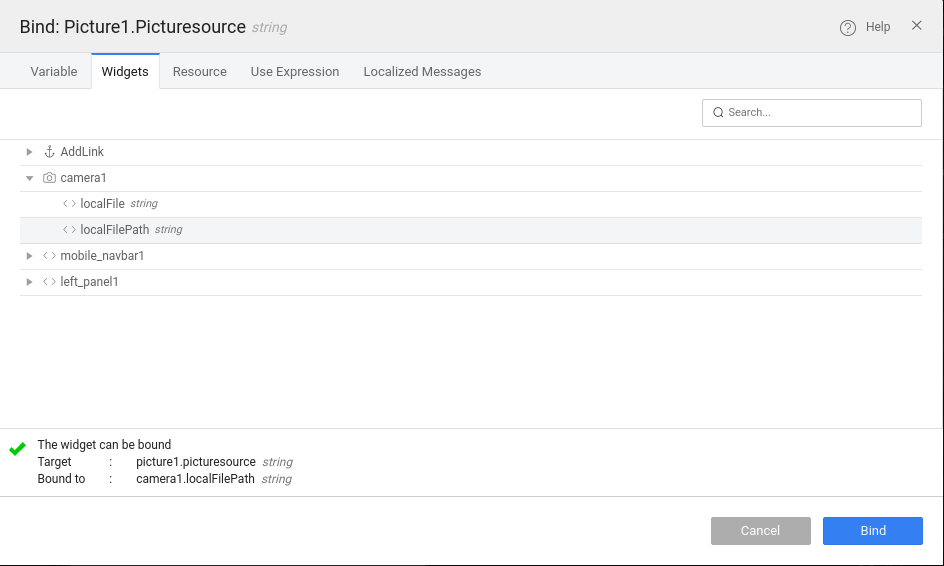 Bind: Picture1.Picturesource string
Help
Variable Widgets Resource Use Expression Localized Messages
Search...
AddLink
camera1
localFile string
localFilePath string
mobile_navbar1
left_panel1
The widget can be bound
Target : picture1.picturesource string
Bound to : camera1.localFilePath string
Cancel Bind